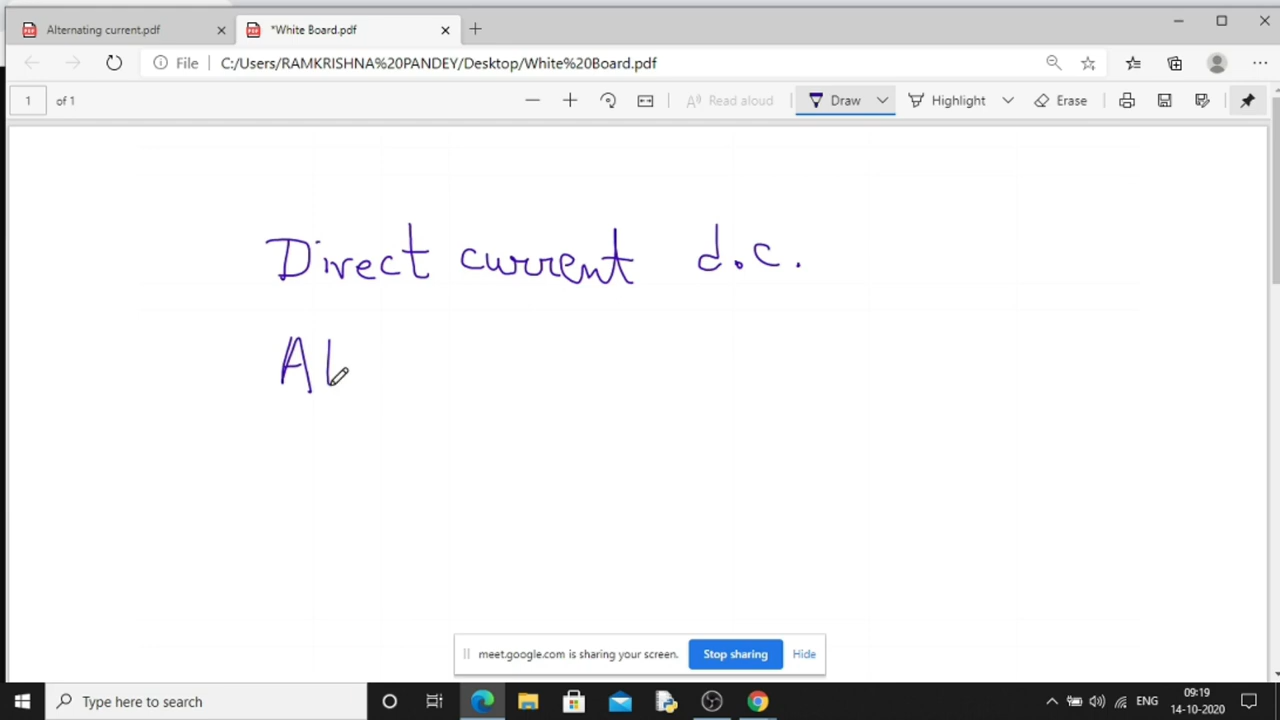 Alternating current.pdf
*White Board.pdf
File
C:/Users/RAMKRISHNA%20PANDEY/Desktop/White%20Board.pdf
1 of 1
Read aloud
Draw
Highlight
Erase
Direct current d.c.
Al
meet.google.com is sharing your screen. Stop sharing Hide
Type here to search
ENG
09:19
14-10-2020